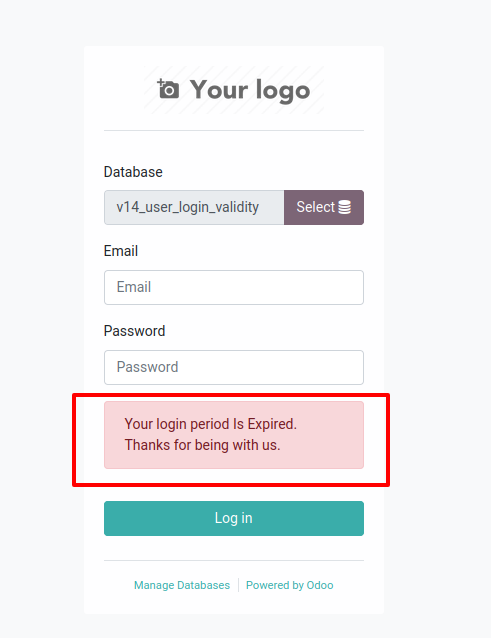 Your logo
Database
v14_user_login_validity
Select
Email
Email
Password
Password
Your login period Is Expired.
Thanks for being with us.
Log in
Manage Databases
Powered by Odoo